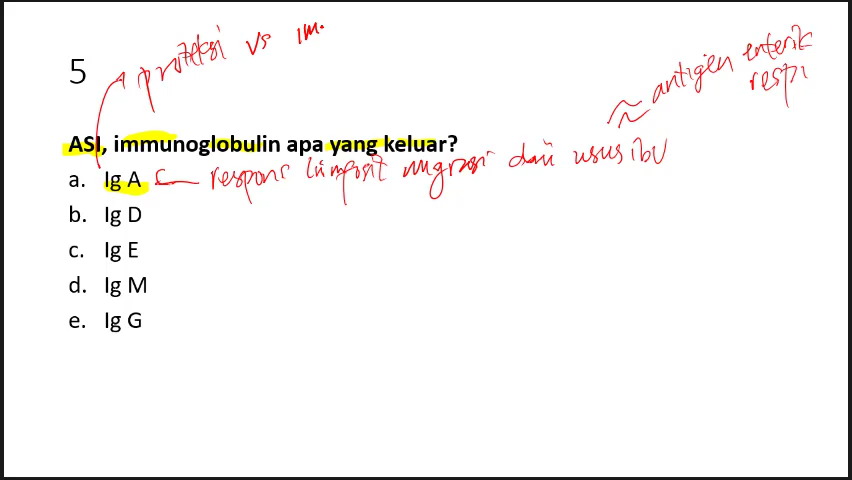 proteksi vs im.
antigen enterik
respi
5
ASI, immunoglobulin apa yang keluar?
a. Ig A
respons limfosit migrasi dari usus ibu
b. Ig D
c. Ig E
d. Ig M
e. Ig G